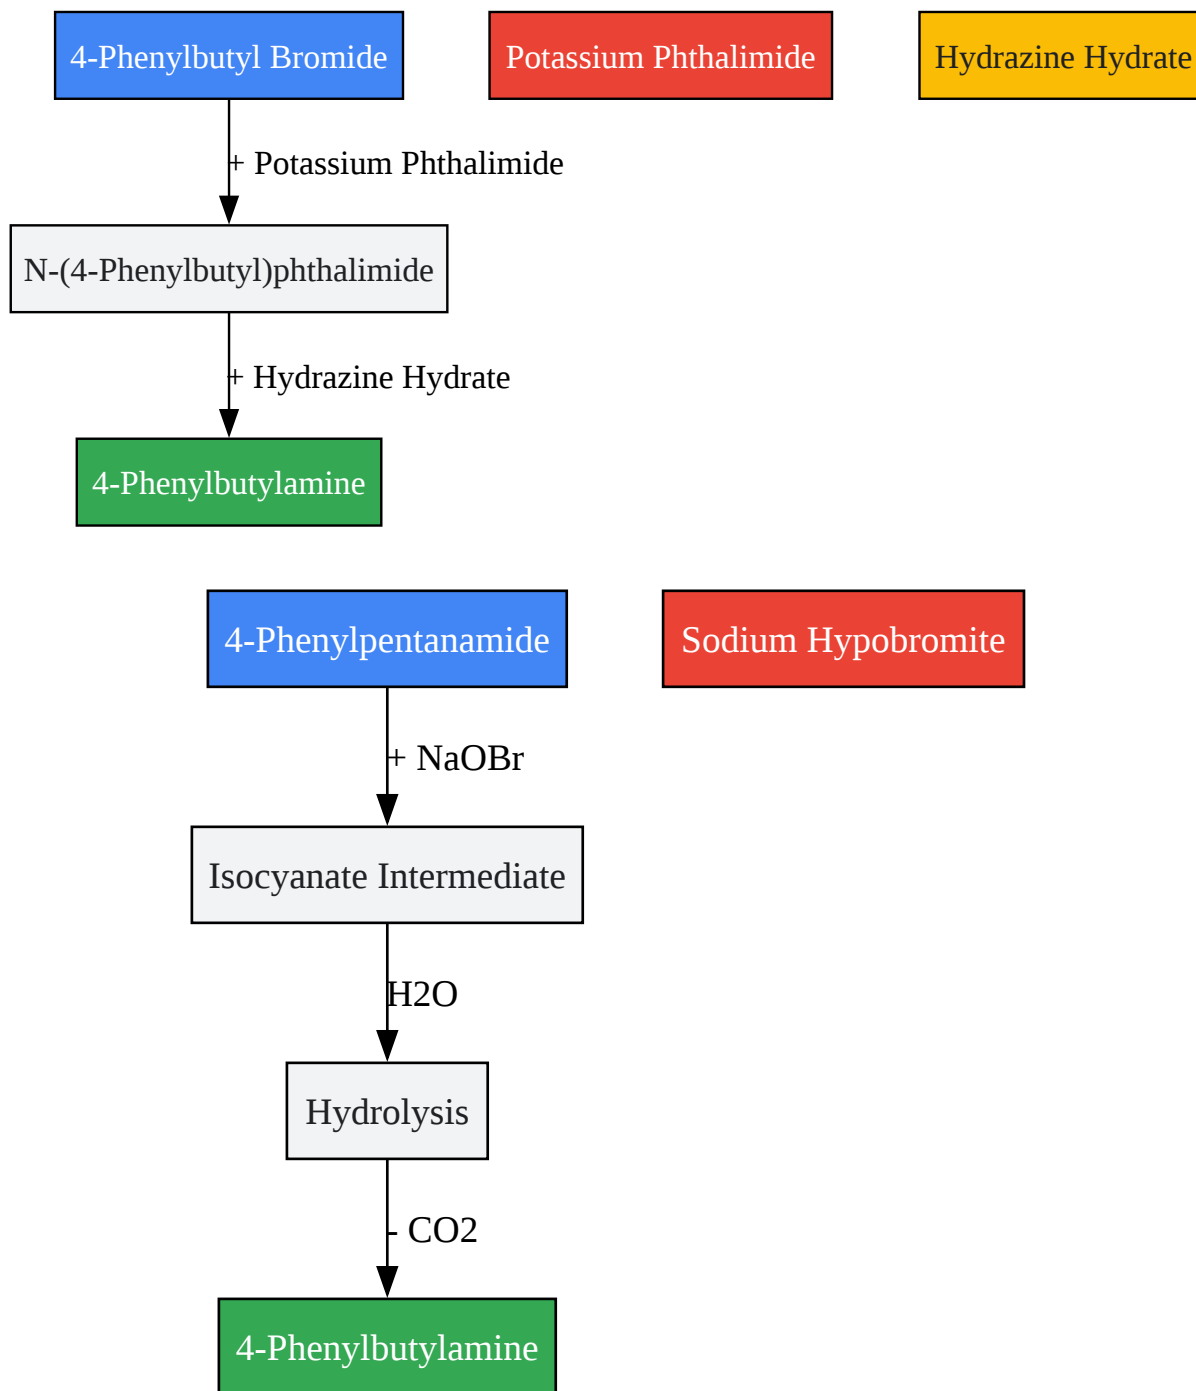 4-Phenylbutyl Bromide
Potassium Phthalimide
Hydrazine Hydrate
+ Potassium Phthalimide
N-(4-Phenylbutyl)phthalimide
+ Hydrazine Hydrate
4-Phenylbutylamine
4-Phenylpentanamide
Sodium Hypobromite
+ NaOBr
Isocyanate Intermediate
H2O
Hydrolysis
- CO2
4-Phenylbutylamine